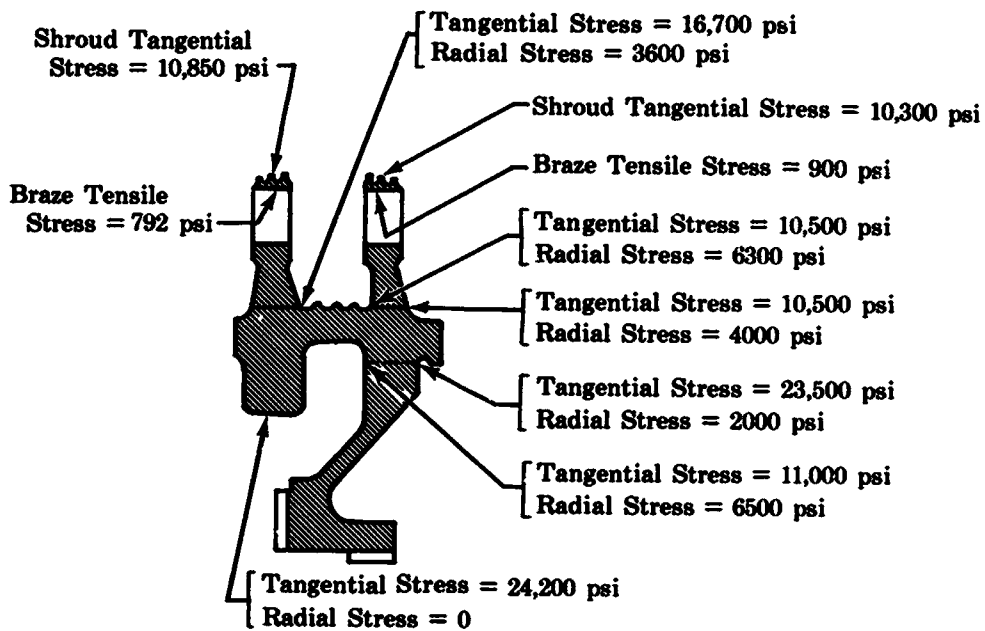 Shroud Tangential
Stress = 10,850 psi
Tangential Stress = 16,700 psi
Radial Stress = 3600 psi
Shroud Tangential Stress = 10,300 psi
Braze Tensile Stress = 900 psi
Braze Tensile
Stress = 792 psi
Tangential Stress = 10,500 psi
Radial Stress = 6300 psi
Tangential Stress = 10,500 psi
Radial Stress = 4000 psi
Tangential Stress = 23,500 psi
Radial Stress = 2000 psi
Tangential Stress = 11,000 psi
Radial Stress = 6500 psi
Tangential Stress = 24,200 psi
Radial Stress = 0